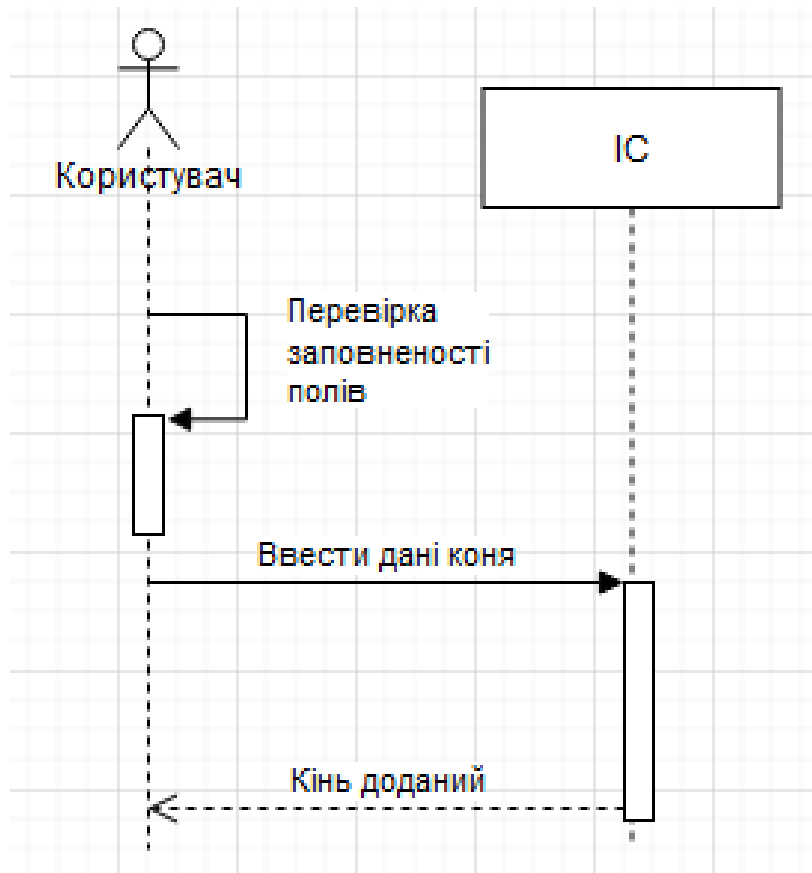 Користувач
ІС
Перевірка
заповненості
полів
Ввести дані коня
Кінь доданий